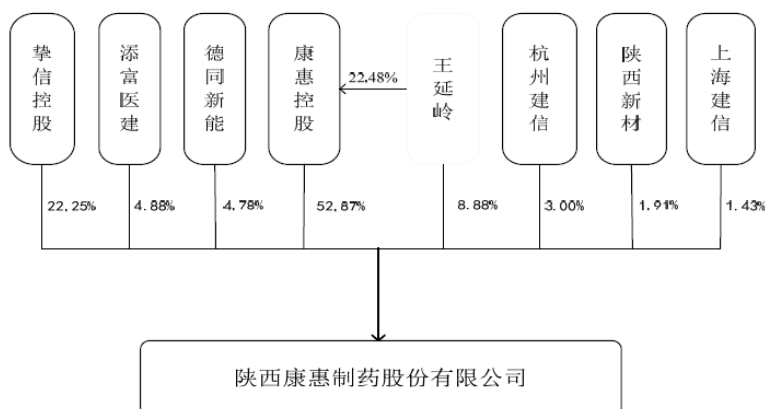 挚信控股
添富医建
德同新能
康惠控股
22.48%
王延岭
杭州建信
陕西新材
上海建信
22.25%
4.88%
4.78%
52.87%
8.88%
3.00%
1.91%
1.43%
陕西康惠制药股份有限公司